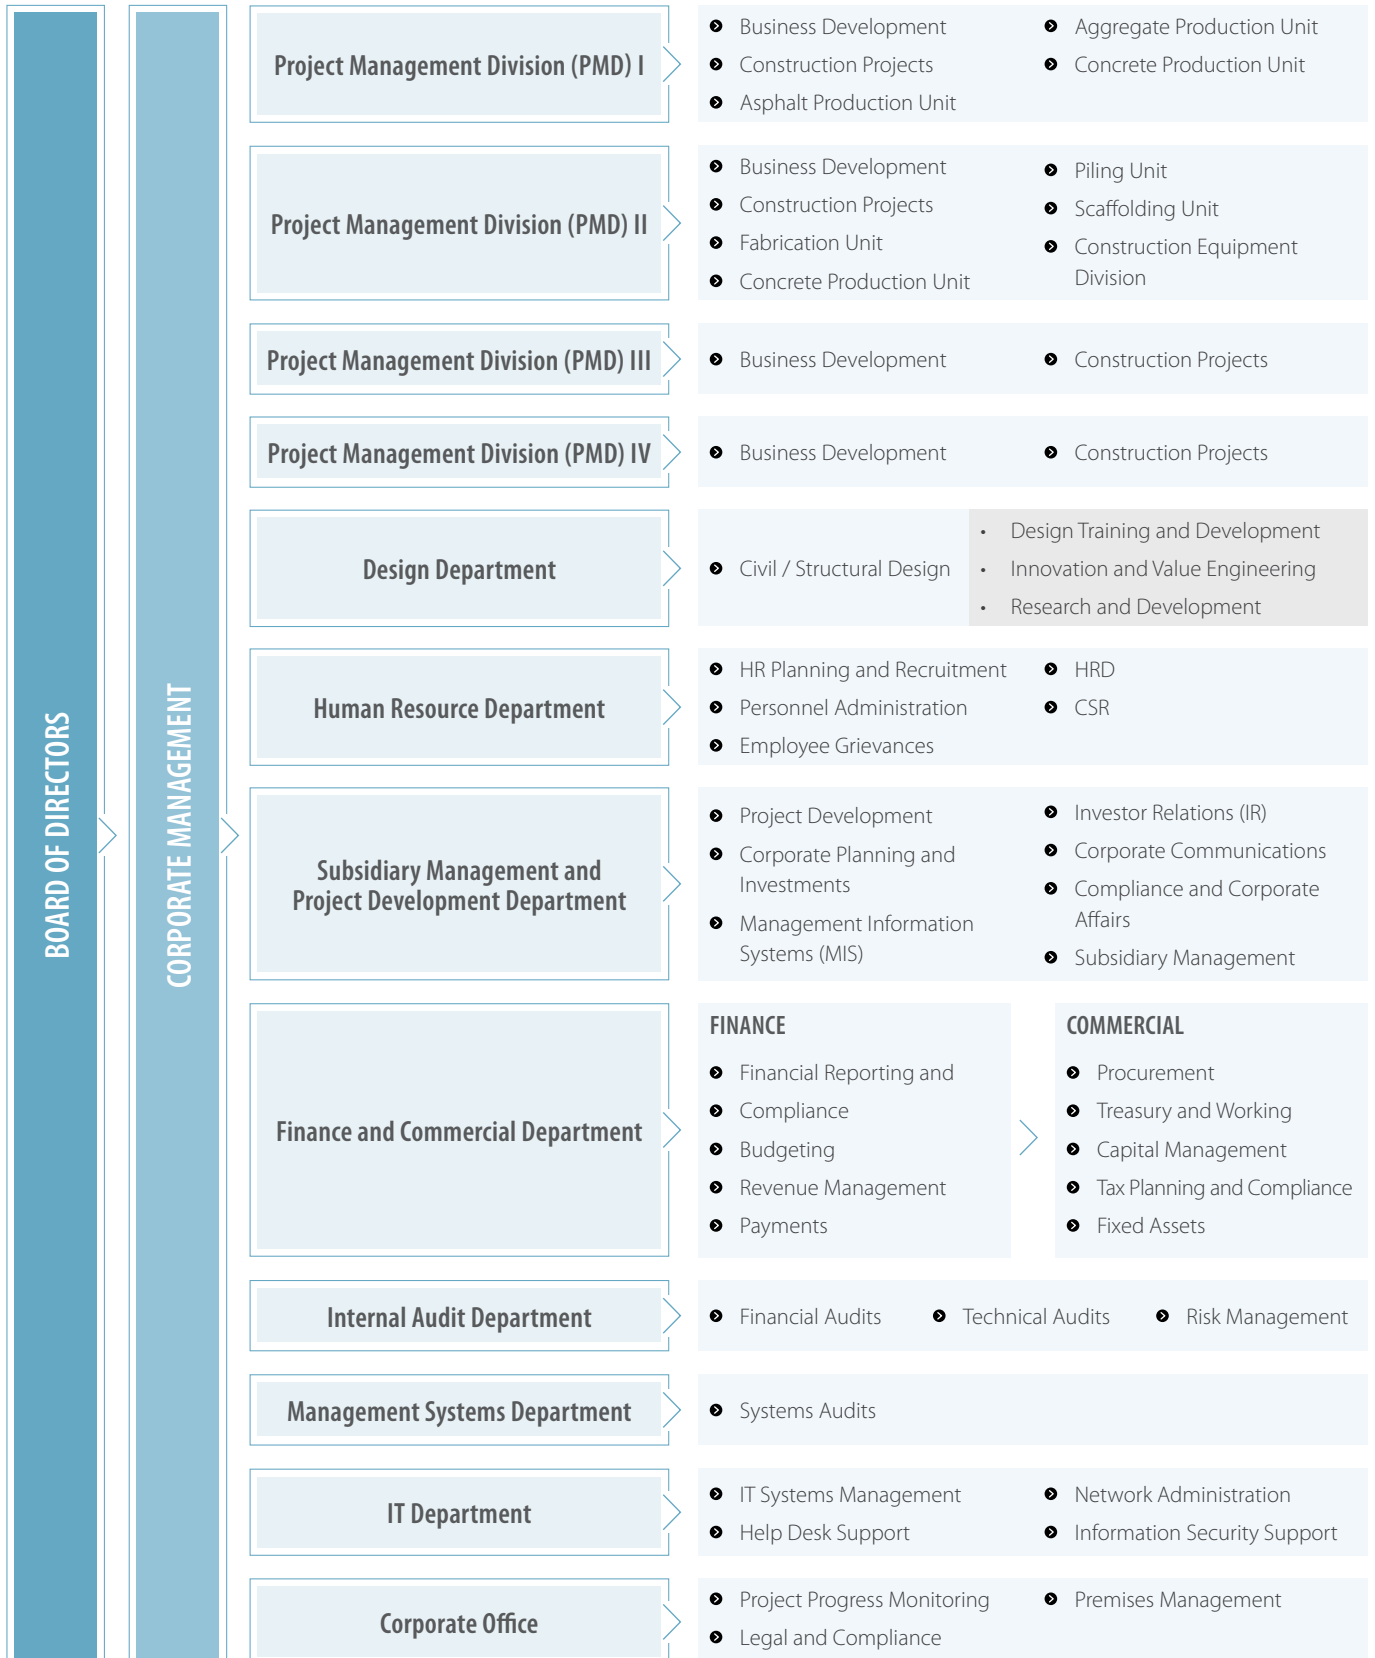 BOARD OF DIRECTORS
CORPORATE MANAGEMENT
Project Management Division (PMD) I
Business Development
Construction Projects
Asphalt Production Unit
Aggregate Production Unit
Concrete Production Unit
Project Management Division (PMD) II
Business Development
Construction Projects
Fabrication Unit
Concrete Production Unit
Piling Unit
Scaffolding Unit
Construction Equipment
Division
Project Management Division (PMD) III
Business Development
Construction Projects
Project Management Division (PMD) IV
Business Development
Construction Projects
Design Department
Civil / Structural Design
• Design Training and Development
• Innovation and Value Engineering
• Research and Development
Human Resource Department
HR Planning and Recruitment
Personnel Administration
Employee Grievances
HRD
CSR
Subsidiary Management and
Project Development Department
Project Development
Corporate Planning and
Investments
Management Information
Systems (MIS)
Investor Relations (IR)
Corporate Communications
Compliance and Corporate
Affairs
Subsidiary Management
Finance and Commercial Department
FINANCE
Financial Reporting and
Compliance
Budgeting
Revenue Management
Payments
COMMERCIAL
Procurement
Treasury and Working
Capital Management
Tax Planning and Compliance
Fixed Assets
Internal Audit Department
Financial Audits
Technical Audits
Risk Management
Management Systems Department
Systems Audits
IT Department
IT Systems Management
Help Desk Support
Network Administration
Information Security Support
Corporate Office
Project Progress Monitoring
Legal and Compliance
Premises Management